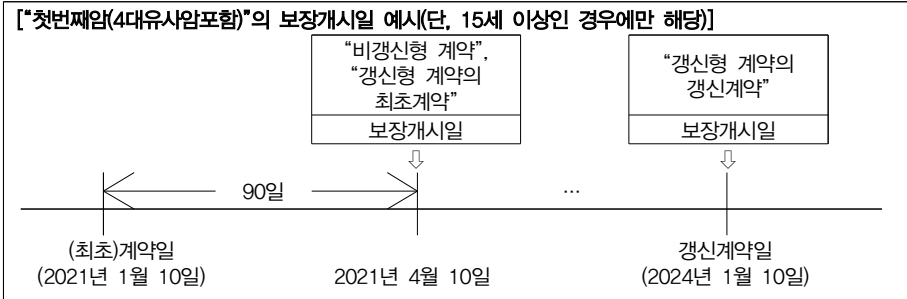 [“첫번째암(4대유사암포함)”의 보장개시일 예시(단, 15세 이상인 경우에만 해당)]
“비갱신형 계약”,
“갱신형 계약의
최초계약”
보장개시일
“갱신형 계약의
갱신계약”
보장개시일
⇩
⇩
90일
…
(최초)계약일
(2021년 1월 10일)
2021년 4월 10일
갱신계약일
(2024년 1월 10일)